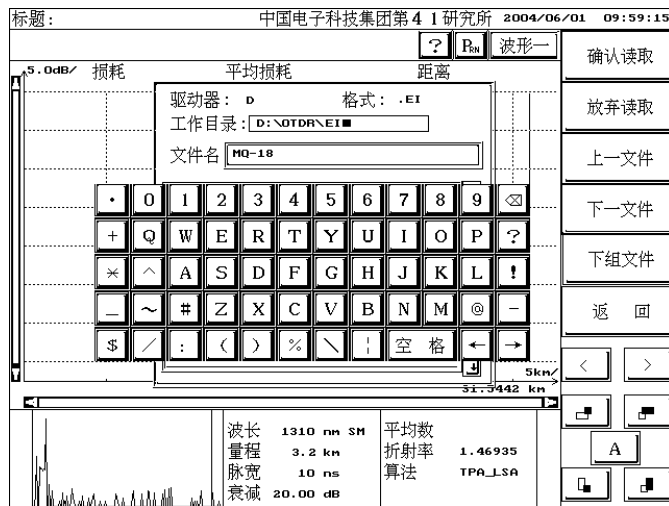 标题: 中国电子科技集团第４１研究所 2004/06/01 09:59:15
? PRN 波形一
5.0dB/ 损耗 平均损耗 距离
驱动器: D 格式: .EI
工作目录: D:\OTDR\EI■
文件名 MQ-18
· 0 1 2 3 4 5 6 7 8 9 ⌫
+ Q W E R T Y U I O P ?
* ^ A S D F G H J K L !
_ ~ # Z X C V B N M @ -
$ / : ( ) % \ ¦ 空 格 ← →
5km/
31.5442 km
波长 1310 nm SM 平均数
量程 3.2 km 折射率 1.46935
脉宽 10 ns 算法 TPA_LSA
衰减 20.00 dB
确认读取
放弃读取
上一文件
下一文件
下组文件
返 回
< >
A